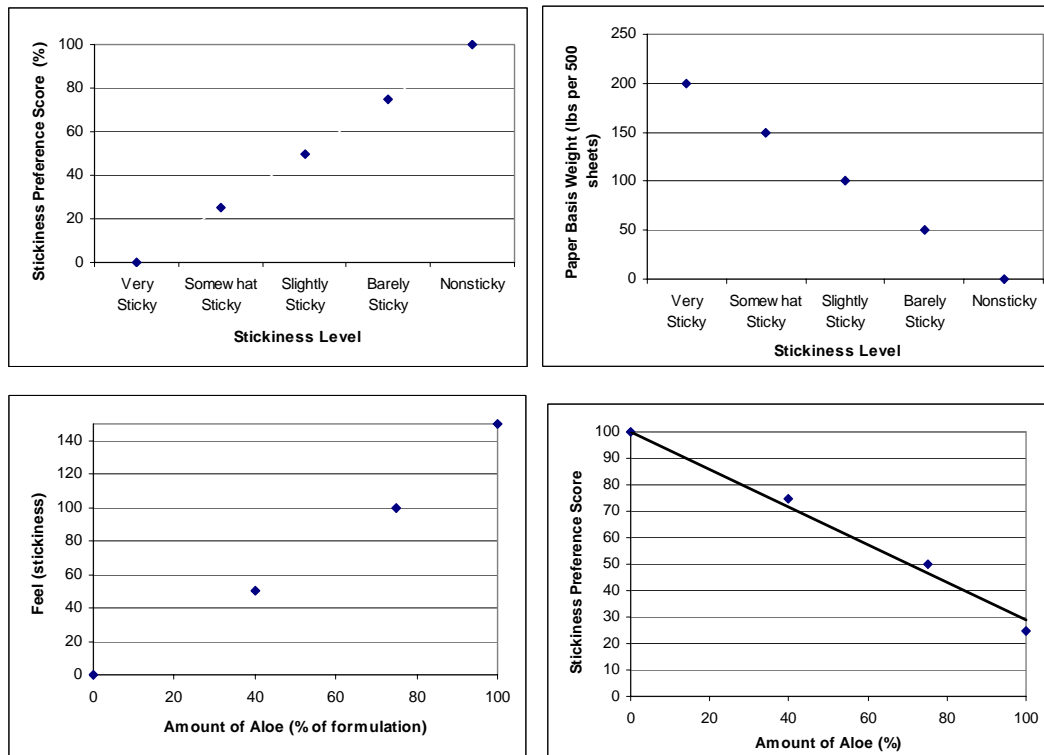 Stickiness Preference Score (%)
100
80
60
40
20
0
Very
Sticky
Somewhat
Sticky
Slightly
Sticky
Barely
Sticky
Nonsticky
Stickiness Level
Paper Basis Weight (lbs per 500
sheets)
250
200
150
100
50
0
Very
Sticky
Somewhat
Sticky
Slightly
Sticky
Barely
Sticky
Nonsticky
Stickiness Level
Feel (stickiness)
140
120
100
80
60
40
20
0
0 20 40 60 80 100
Amount of Aloe (% of formulation)
Stickiness Preference Score
100
90
80
70
60
50
40
30
20
10
0
0 20 40 60 80 100
Amount of Aloe (%)